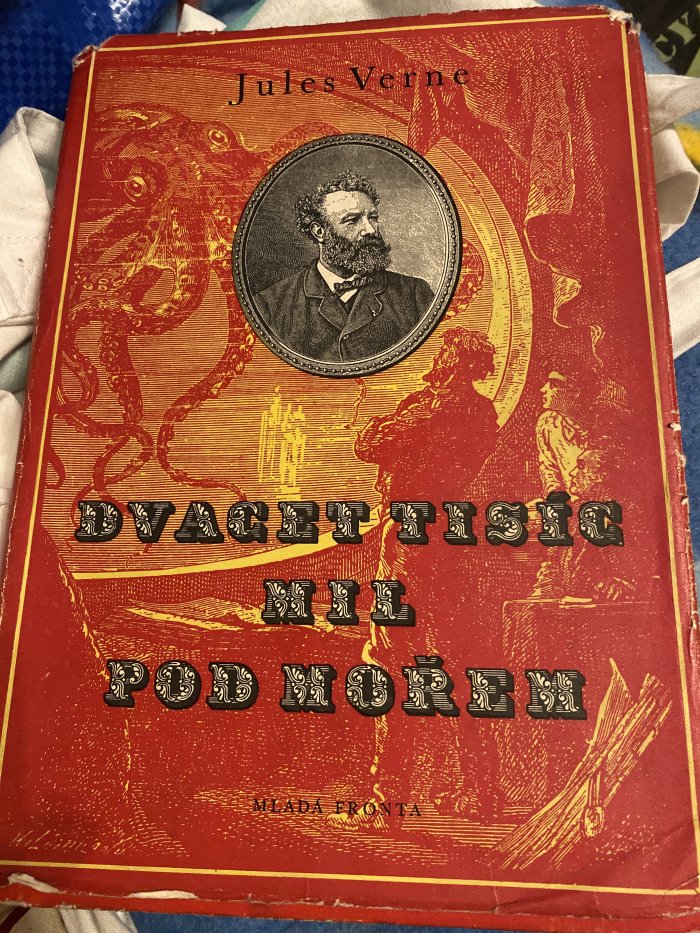 Jules Verne
DVACET TISÍC
MIL
POD MOŘEM
MLADÁ FRONTA